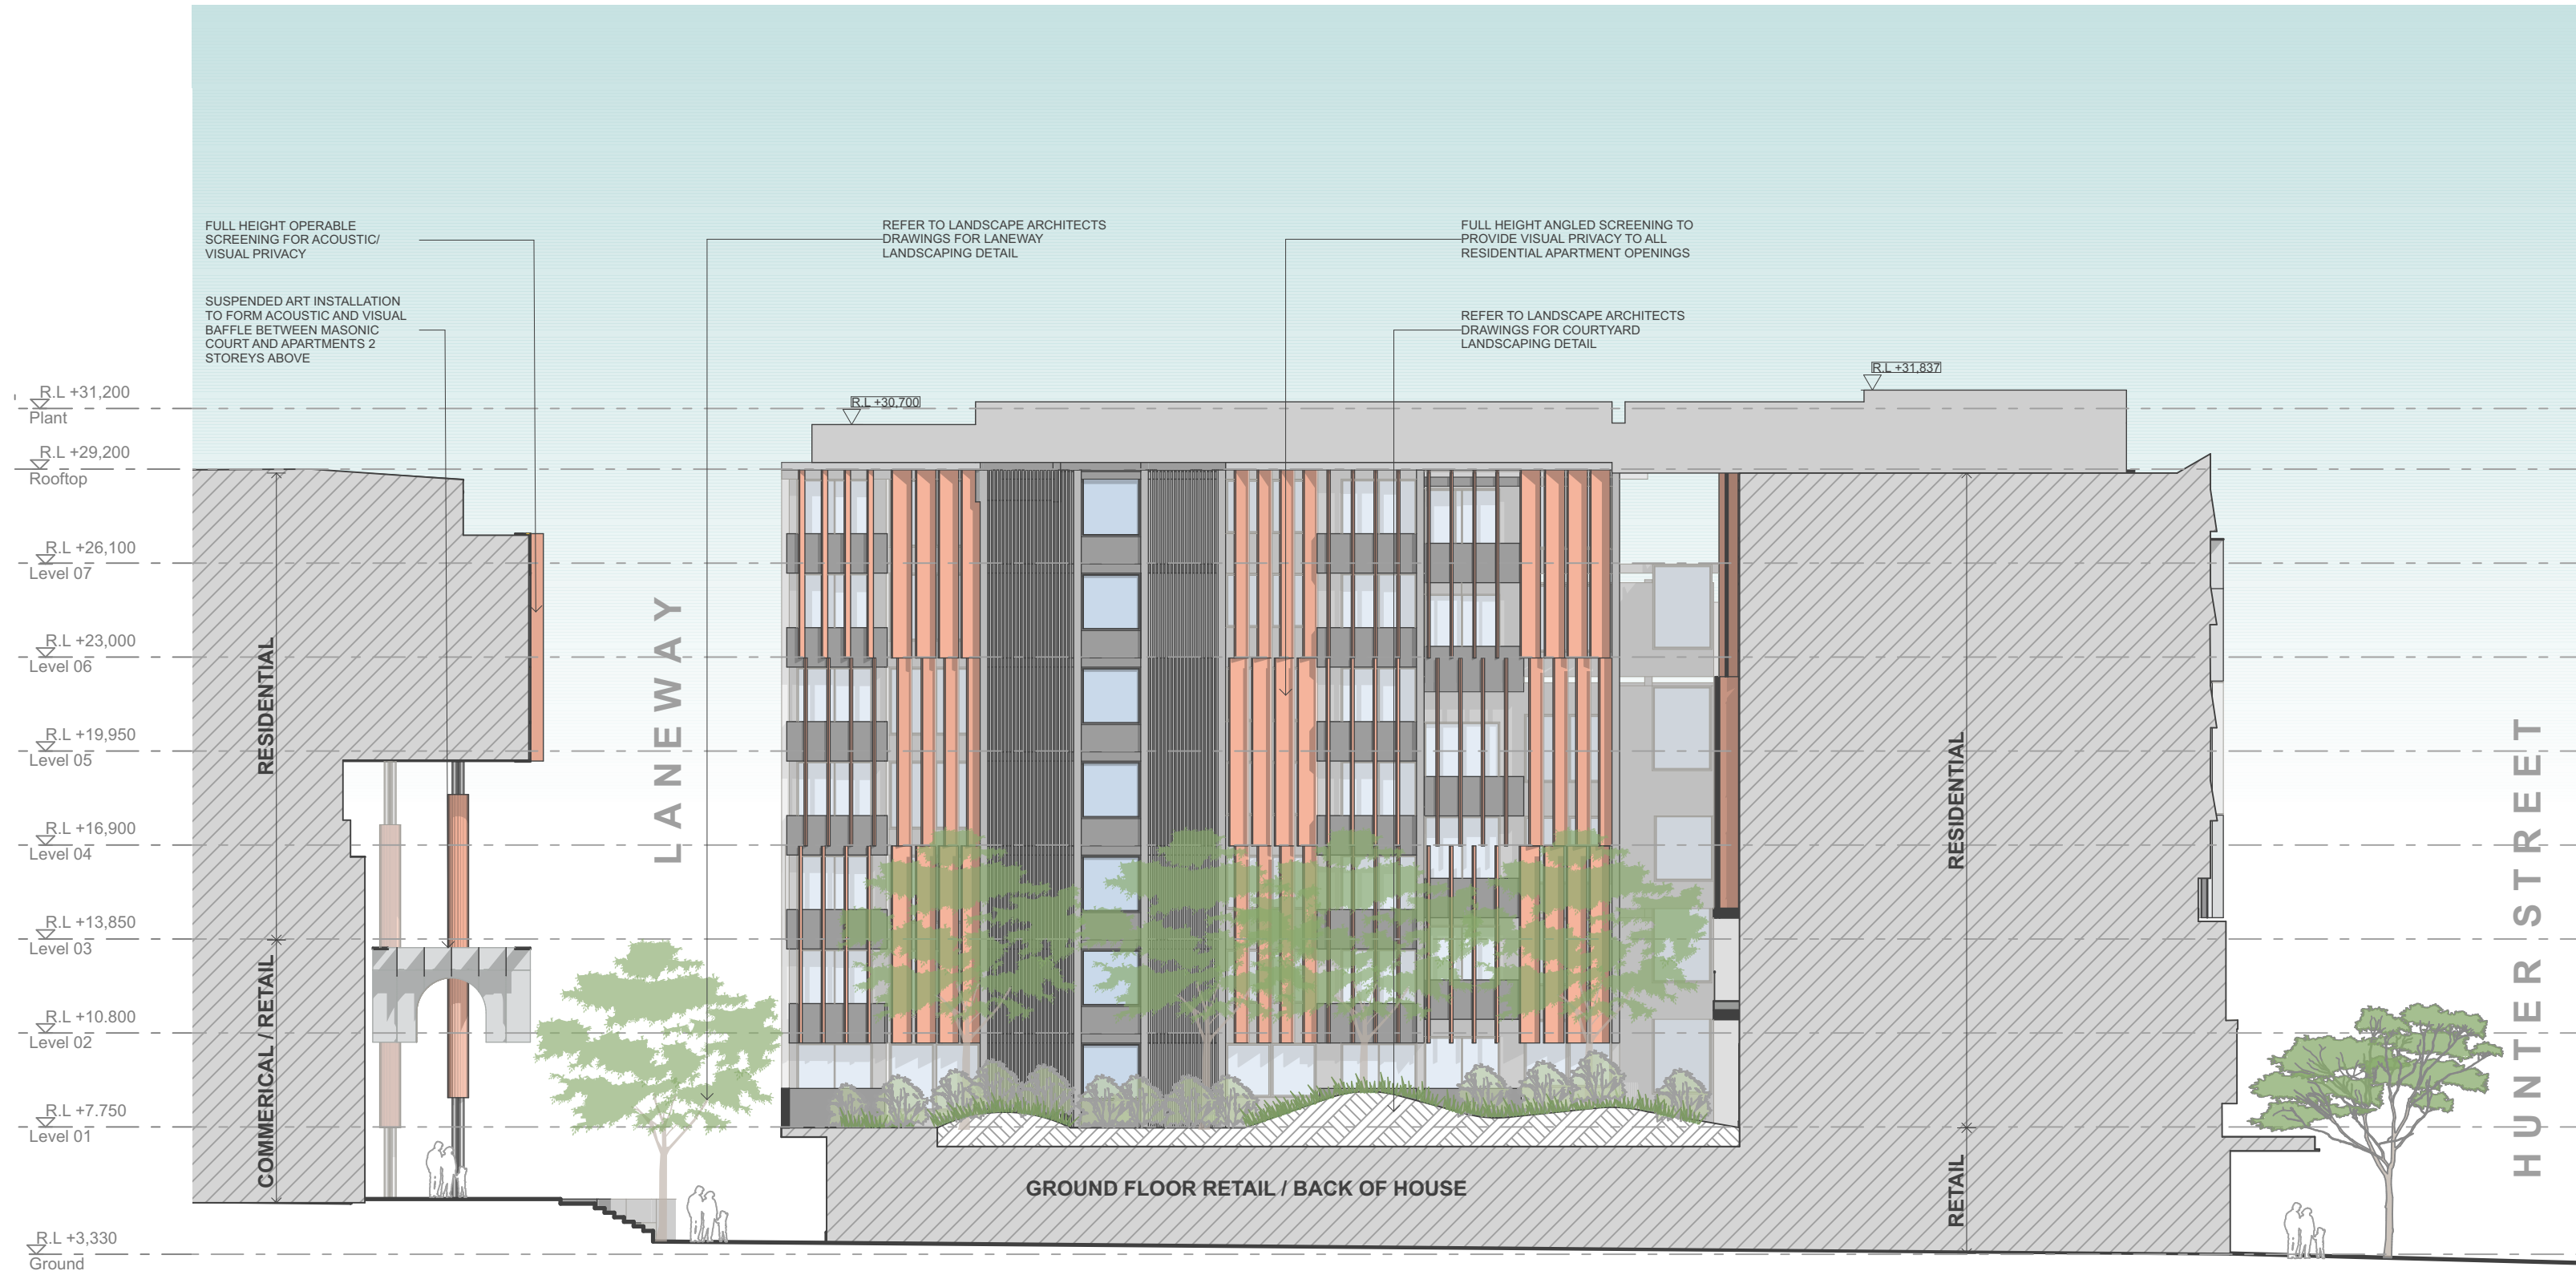 FULL HEIGHT OPERABLE
SCREENING FOR ACOUSTIC/
VISUAL PRIVACY
SUSPENDED ART INSTALLATION
TO FORM ACOUSTIC AND VISUAL
BAFFLE BETWEEN MASONIC
COURT AND APARTMENTS 2
STOREYS ABOVE
REFER TO LANDSCAPE ARCHITECTS
DRAWINGS FOR LANEWAY
LANDSCAPING DETAIL
FULL HEIGHT ANGLED SCREENING TO
PROVIDE VISUAL PRIVACY TO ALL
RESIDENTIAL APARTMENT OPENINGS
REFER TO LANDSCAPE ARCHITECTS
DRAWINGS FOR COURTYARD
LANDSCAPING DETAIL
R.L +30,700
R.L +31,837
R.L +31,200
Plant
R.L +29,200
Rooftop
R.L +26,100
Level 07
R.L +23,000
Level 06
R.L +19,950
Level 05
R.L +16,900
Level 04
R.L +13,850
Level 03
R.L +10.800
Level 02
R.L +7.750
Level 01
R.L +3,330
Ground
RESIDENTIAL
COMMERICAL / RETAIL
LANEWAY
GROUND FLOOR RETAIL / BACK OF HOUSE
RESIDENTIAL
RETAIL
HUNTER STREET